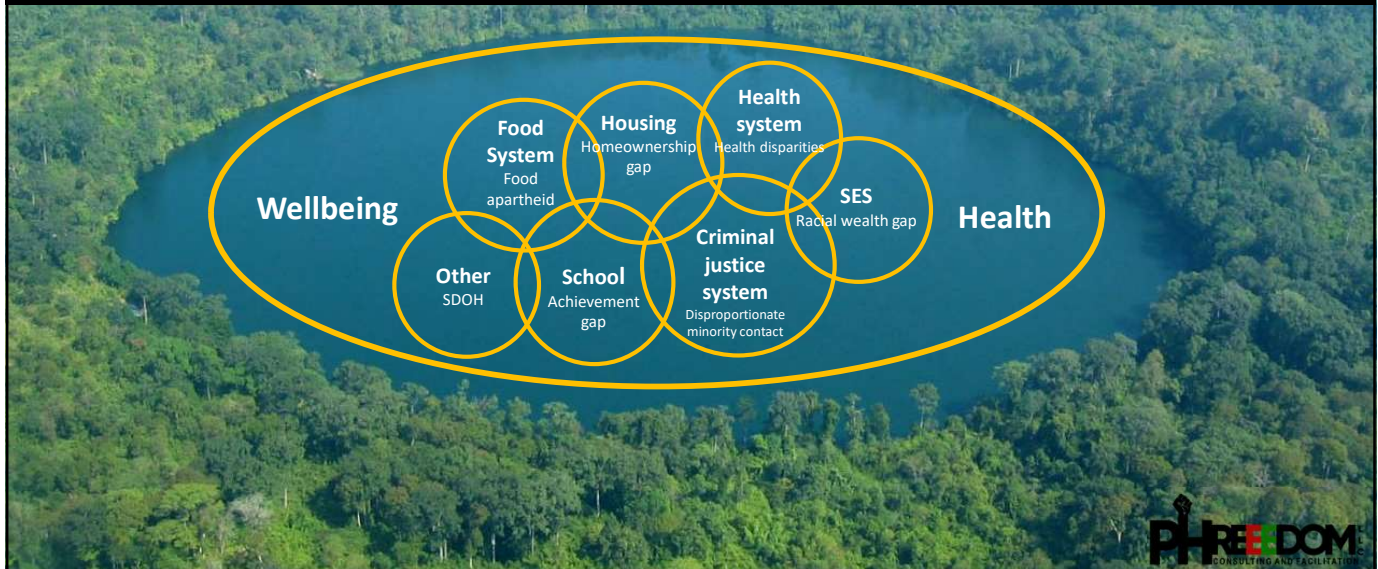 Wellbeing
Food
System
Food
apartheid
Housing
Homeownership
gap
Health
system
Health disparities
SES
Racial wealth gap
Health
Other
SDOH
School
Achievement
gap
Criminal
justice
system
Disproportionate
minority contact
PHREEEDOM
CONSULTING AND FACILITATION